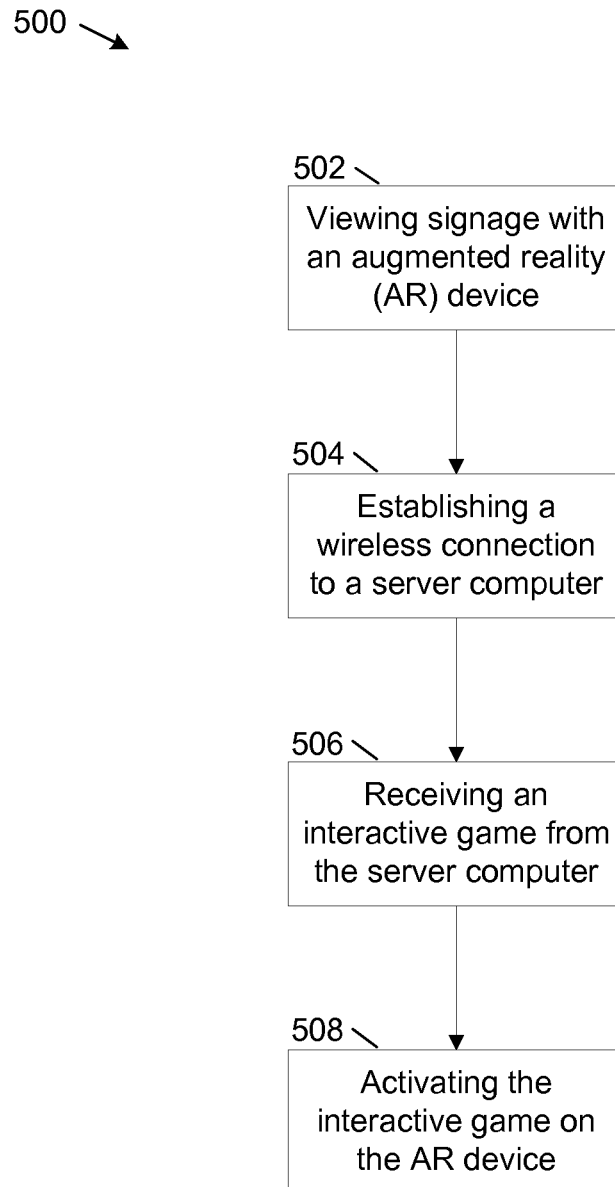 500
502
Viewing signage with
an augmented reality
(AR) device
504
Establishing a
wireless connection
to a server computer
506
Receiving an
interactive game from
the server computer
508
Activating the
interactive game on
the AR device